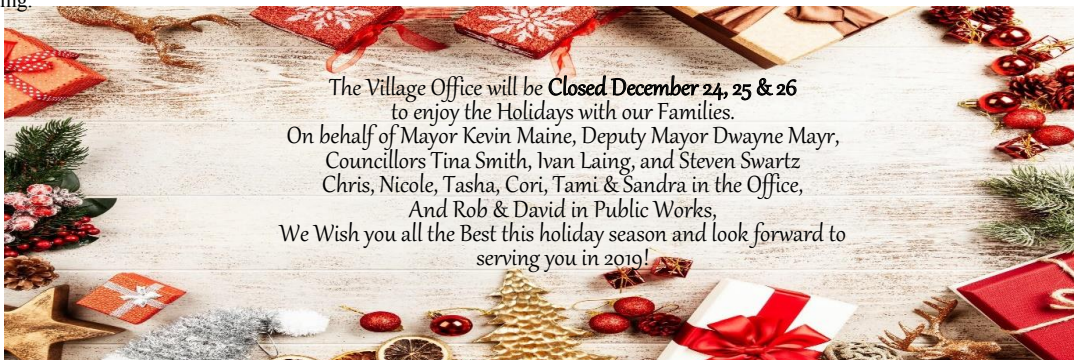 ing.
The Village Office will be Closed December 24, 25 & 26
to enjoy the Holidays with our Families.
On behalf of Mayor Kevin Maine, Deputy Mayor Dwayne Mayr,
Councillors Tina Smith, Ivan Laing, and Steven Swartz
Chris, Nicole, Tasha, Cori, Tami & Sandra in the Office,
And Rob & David in Public Works,
We Wish you all the Best this holiday season and look forward to
serving you in 2019!